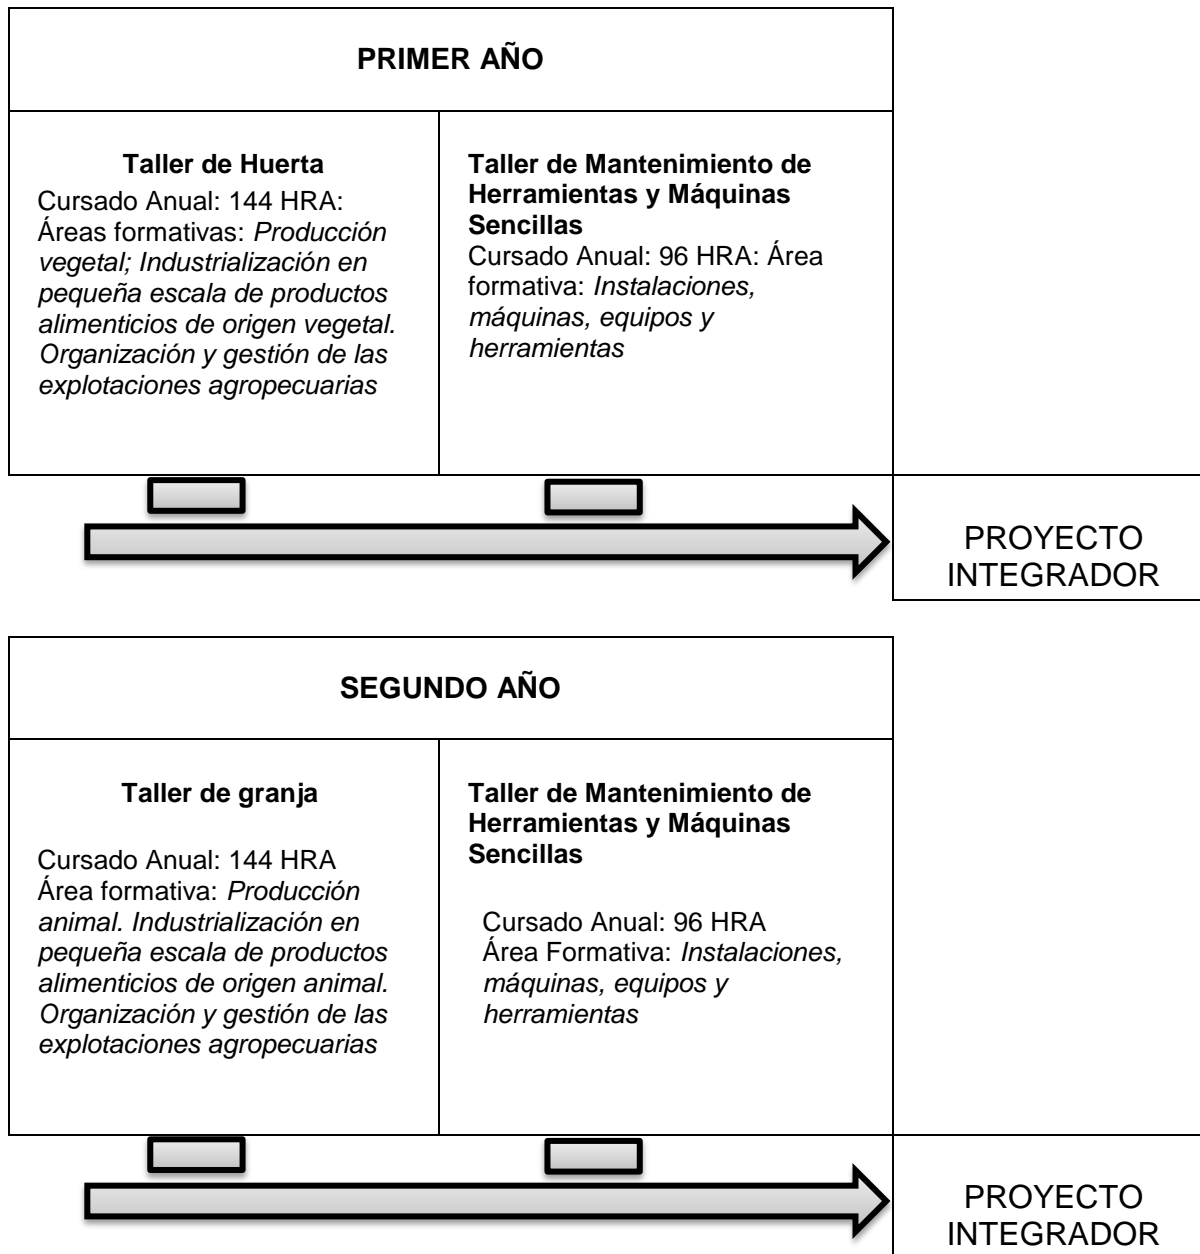 PRIMER AÑO
Taller de Huerta
Cursado Anual: 144 HRA:
Áreas formativas: Producción
vegetal; Industrialización en
pequeña escala de productos
alimenticios de origen vegetal.
Organización y gestión de las
explotaciones agropecuarias
Taller de Mantenimiento de
Herramientas y Máquinas
Sencillas
Cursado Anual: 96 HRA: Área
formativa: Instalaciones,
máquinas, equipos y
herramientas
PROYECTO
INTEGRADOR
SEGUNDO AÑO
Taller de granja
Cursado Anual: 144 HRA
Área formativa: Producción
animal. Industrialización en
pequeña escala de productos
alimenticios de origen animal.
Organización y gestión de las
explotaciones agropecuarias
Taller de Mantenimiento de
Herramientas y Máquinas
Sencillas
Cursado Anual: 96 HRA
Área Formativa: Instalaciones,
máquinas, equipos y
herramientas
PROYECTO
INTEGRADOR